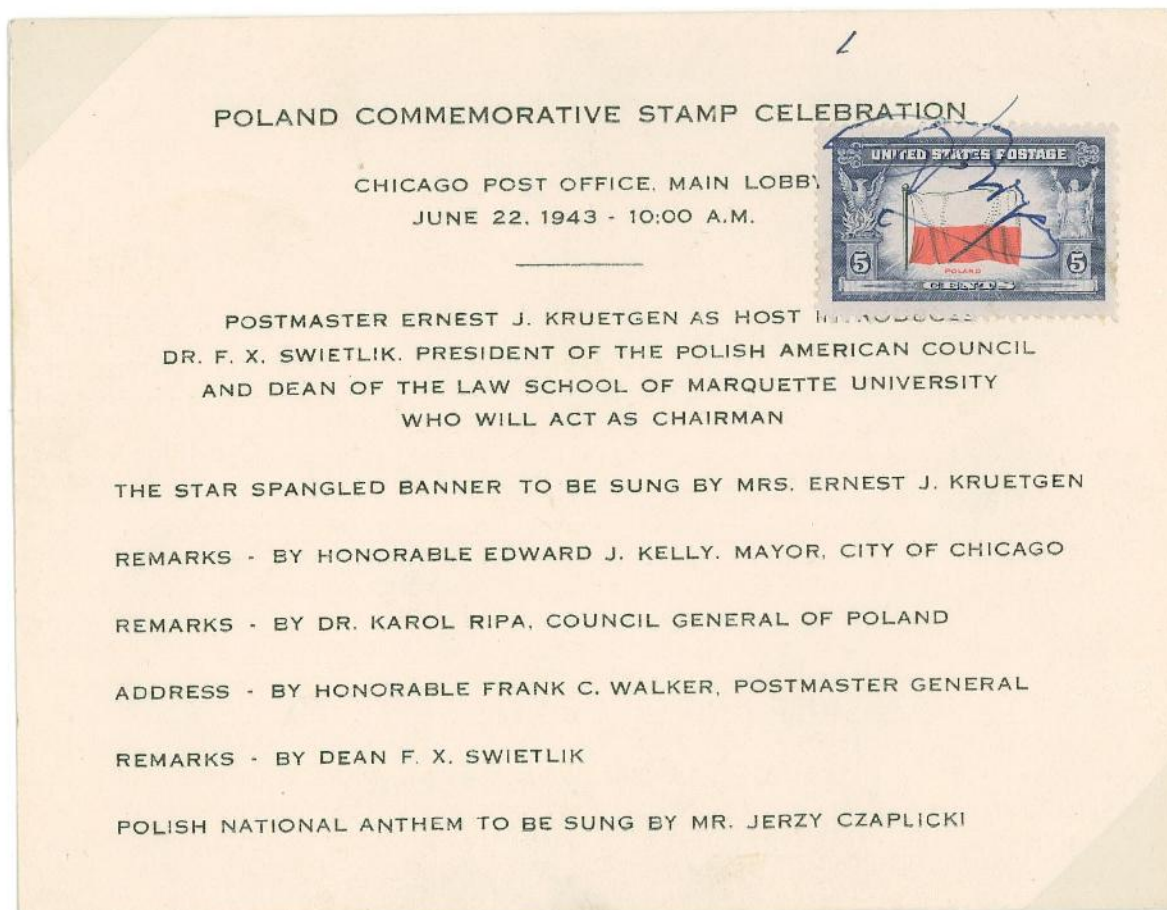 POLAND COMMEMORATIVE STAMP CELEBRATION
CHICAGO POST OFFICE, MAIN LOBBY
JUNE 22, 1943 - 10:00 A.M.
UNITED STATES POSTAGE
5 5
POLAND
CENTS
POSTMASTER ERNEST J. KRUETGEN AS HOST INTRODUCES
DR. F. X. SWIETLIK, PRESIDENT OF THE POLISH AMERICAN COUNCIL
AND DEAN OF THE LAW SCHOOL OF MARQUETTE UNIVERSITY
WHO WILL ACT AS CHAIRMAN
THE STAR SPANGLED BANNER TO BE SUNG BY MRS. ERNEST J. KRUETGEN
REMARKS - BY HONORABLE EDWARD J. KELLY, MAYOR, CITY OF CHICAGO
REMARKS - BY DR. KAROL RIPA, COUNCIL GENERAL OF POLAND
ADDRESS - BY HONORABLE FRANK C. WALKER, POSTMASTER GENERAL
REMARKS - BY DEAN F. X. SWIETLIK
POLISH NATIONAL ANTHEM TO BE SUNG BY MR. JERZY CZAPLICKI